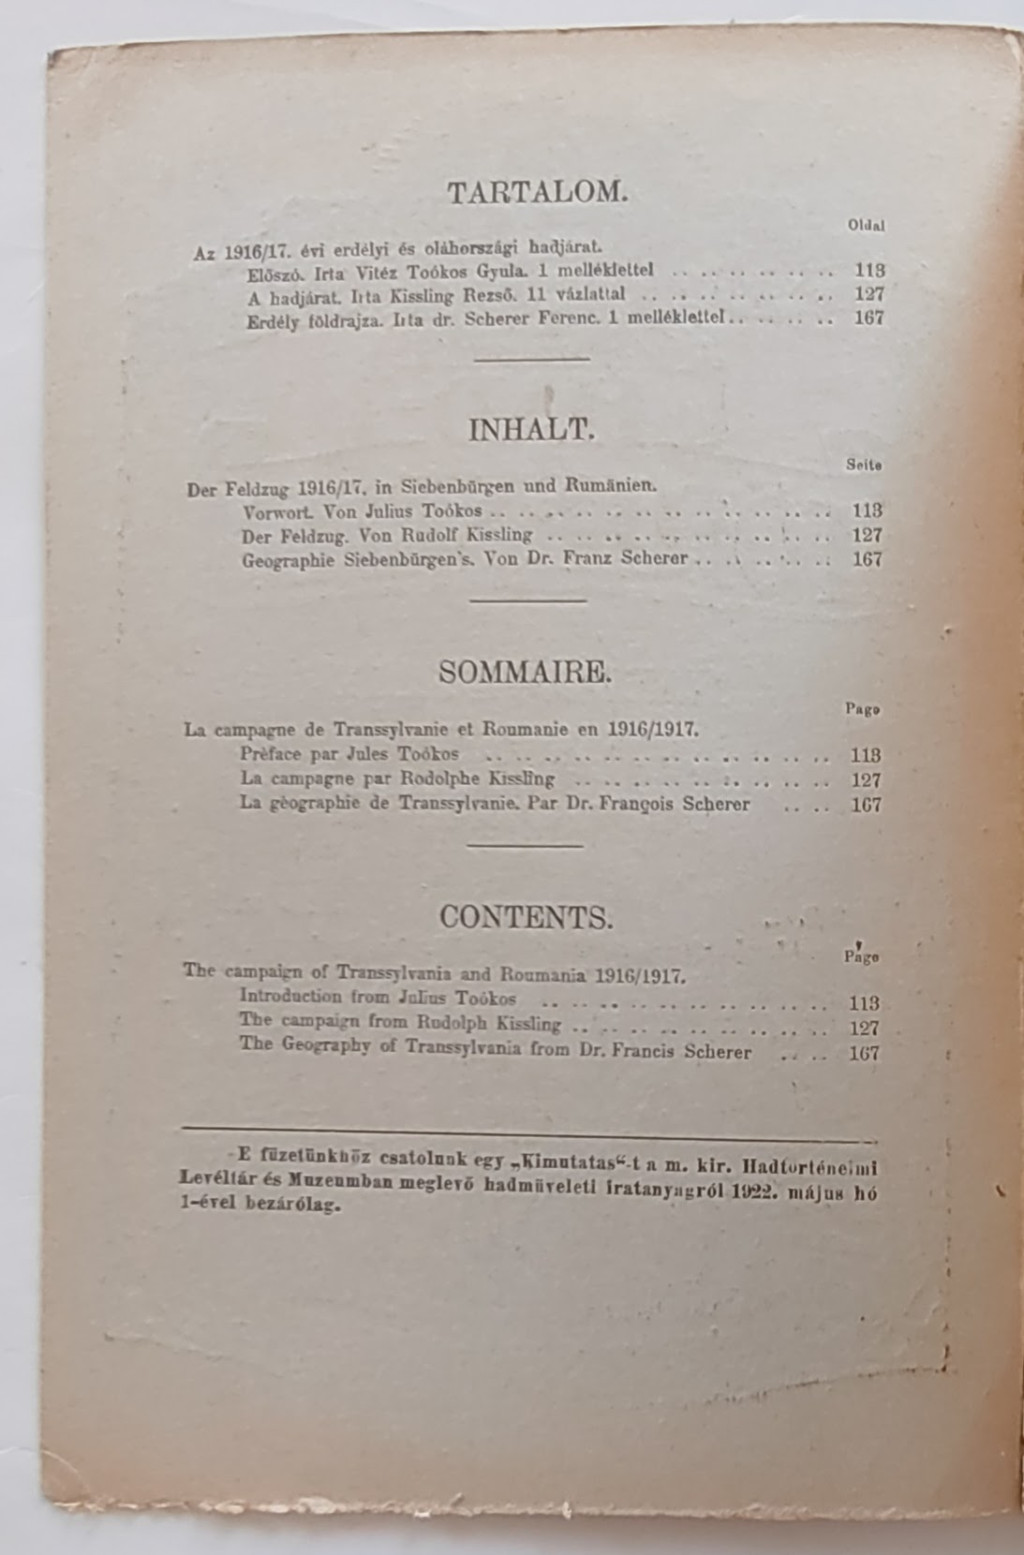 TARTALOM.
Oldal
Az 1916/17. évi erdélyi és oláhországi hadjárat.
Előszó. Irta Vitéz Toókos Gyula. 1 melléklettel .. .. .. .. .. .. 113
A hadjárat. Irta Kissling Rezső. 11 vázlattal .. .. .. .. .. .. .. 127
Erdély földrajza. Irta dr. Scherer Ferenc. 1 melléklettel .. .. .. .. 167
INHALT.
Seite
Der Feldzug 1916/17. in Siebenbürgen und Rumänien.
Vorwort. Von Julius Toókos .. .. .. .. .. .. .. .. .. .. .. .. 113
Der Feldzug. Von Rudolf Kissling .. .. .. .. .. .. .. .. .. .. 127
Geographie Siebenbürgen's. Von Dr. Franz Scherer .. .. .. .. .. 167
SOMMAIRE.
Page
La campagne de Transsylvanie et Roumanie en 1916/1917.
Prèface par Jules Toókos .. .. .. .. .. .. .. .. .. .. .. .. 113
La campagne par Rodolphe Kissling .. .. .. .. .. .. .. .. .. 127
La gèographie de Transsylvanie. Par Dr. François Scherer .. .. 167
CONTENTS.
Page
The campaign of Transsylvania and Roumania 1916/1917.
Introduction from Julius Toókos .. .. .. .. .. .. .. .. .. .. 113
The campaign from Rudolph Kissling .. .. .. .. .. .. .. .. .. 127
The Geography of Transsylvania from Dr. Francis Scherer .. .. 167
E füzetünkhöz csatolunk egy „Kimutatas“-t a m. kir. Hadtörténelmi
Levéltár és Muzeumban meglevő hadmüveleti iratanyagról 1922. május hó
1-ével bezárólag.